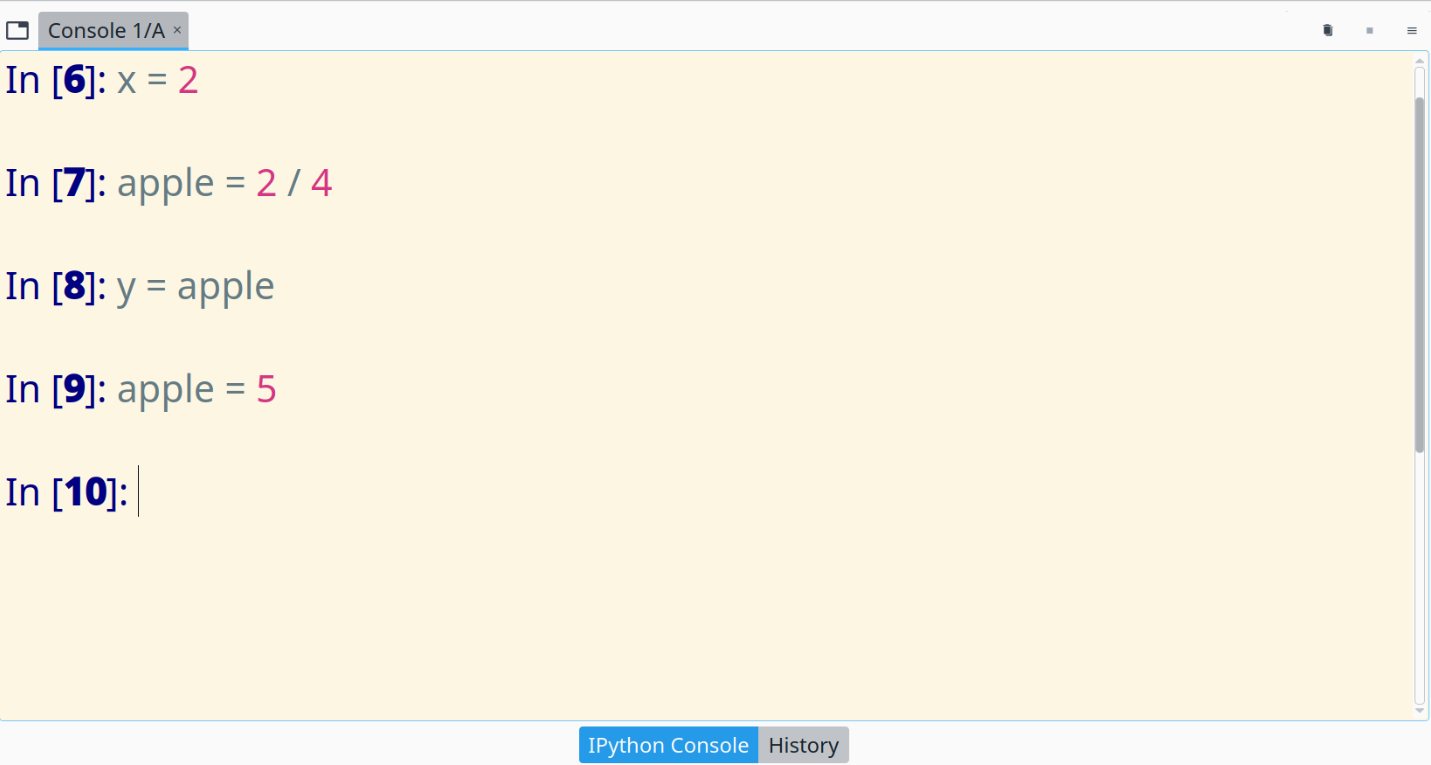 Console 1/A ×
In [6]: x = 2
In [7]: apple = 2 / 4
In [8]: y = apple
In [9]: apple = 5
In [10]:
IPython Console History